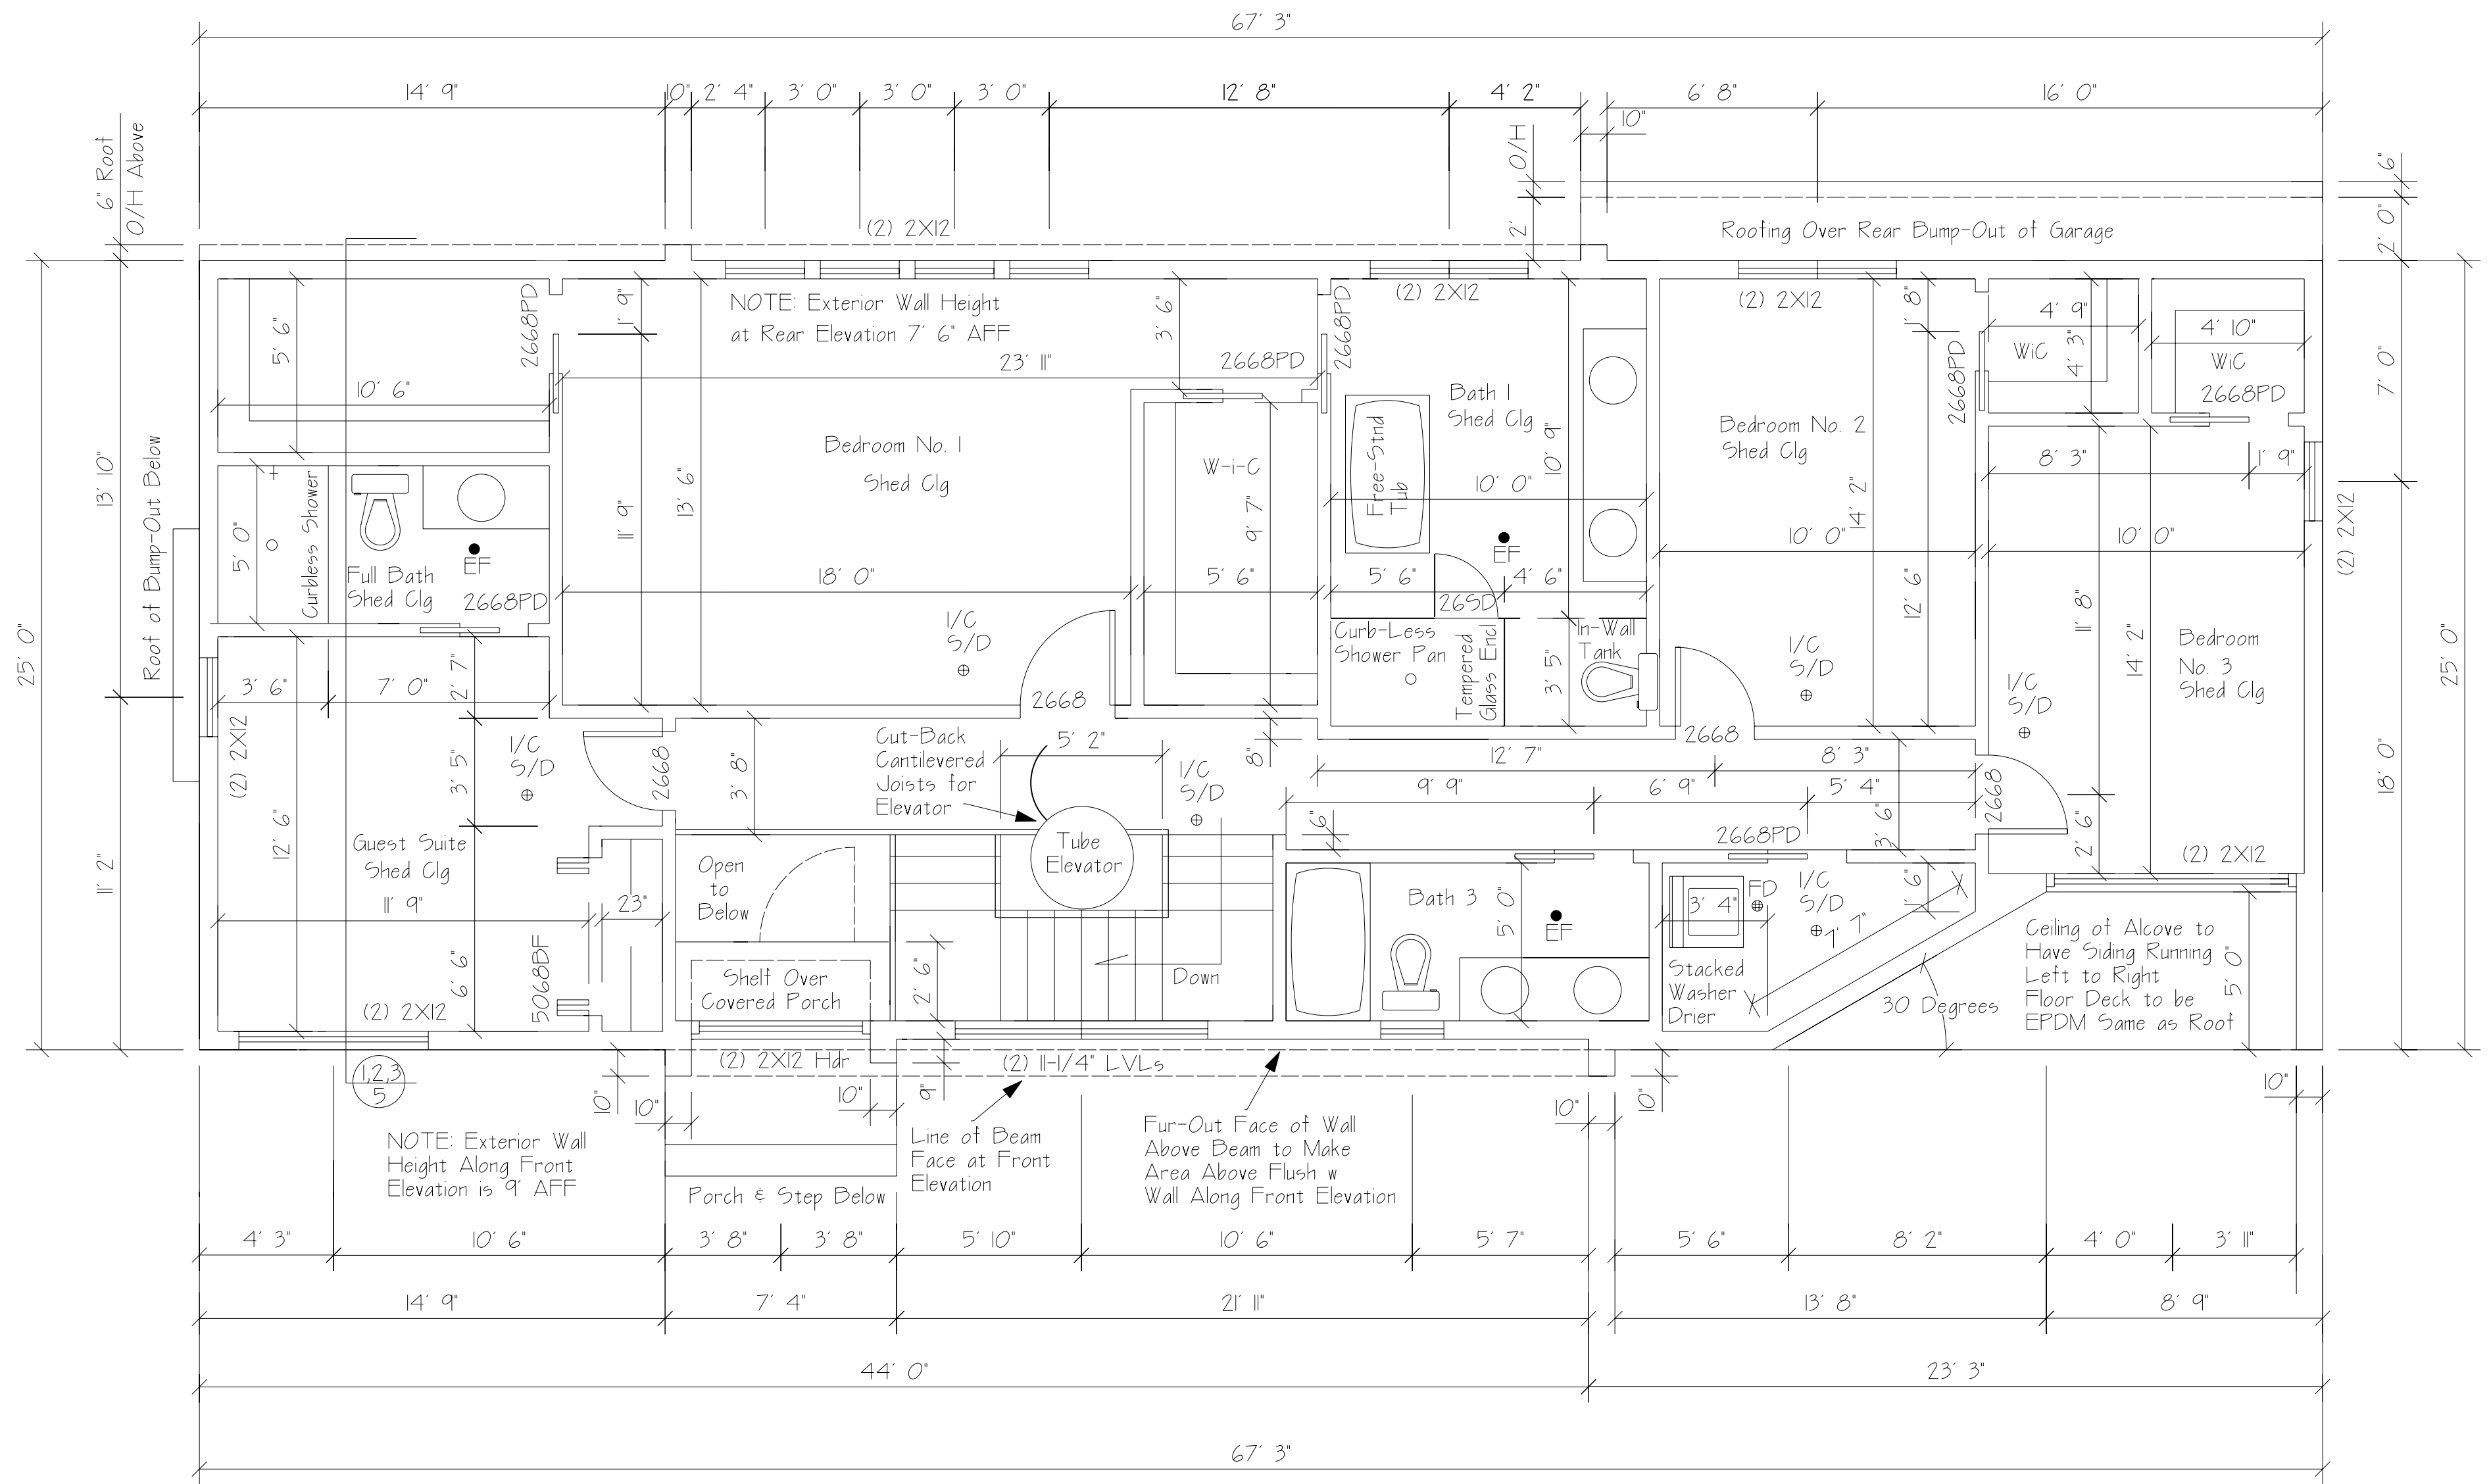 67' 3"
14' 9"
10"
2' 4"
3' 0"
3' 0"
3' 0"
12' 8"
4' 2"
6' 8"
16' 0"
10"
6" Roof
O/H Above
O/H
2'
6"
2' 0"
(2) 2X12
Roofing Over Rear Bump-Out of Garage
25' 0"
13' 10"
11' 2"
Roof of Bump-Out Below
5' 6"
10' 6"
2668PD
1' 9"
NOTE: Exterior Wall Height
at Rear Elevation 7' 6" AFF
23' 11"
3' 6"
2668PD
2668PD
(2) 2X12
(2) 2X12
1' 8"
2668PD
4' 9"
4' 3"
WiC
4' 10"
WiC
2668PD
7' 0"
Bedroom No. 1
Shed Clg
11' 9"
13' 6"
18' 0"
W-i-C
9' 7"
5' 6"
Bath 1
Shed Clg
Free-Stnd
Tub
10' 9"
10' 0"
EF
5' 6"
4' 6"
26SD
Bedroom No. 2
Shed Clg
14' 2"
10' 0"
12' 6"
8' 3"
1' 9"
10' 0"
(2) 2X12
5' 0"
Curbless Shower
Full Bath
Shed Clg
EF
2668PD
I/C
S/D
2668
Curb-Less
Shower Pan
Tempered
Glass Encl
3' 5"
In-Wall
Tank
I/C
S/D
2668
11' 8"
14' 2"
Bedroom
No. 3
Shed Clg
I/C
S/D
25' 0"
18' 0"
3' 6"
7' 0"
2' 7"
(2) 2X12
3' 5"
I/C
S/D
2668
3' 8"
Cut-Back
Cantilevered
Joists for
Elevator
5' 2"
I/C
S/D
8"
12' 7"
8' 3"
9' 9"
6' 9"
5' 4"
2668
6"
2668PD
3' 6"
2' 6"
(2) 2X12
12' 6"
Guest Suite
Shed Clg
11' 9"
23"
5068BF
6' 6"
(2) 2X12
Open
to
Below
Tube
Elevator
Shelf Over
Covered Porch
2' 6"
Down
Bath 3
5' 0"
EF
3' 4"
FD
I/C
S/D
1' 6"
7' 7"
Stacked
Washer
Drier
30 Degrees
Ceiling of Alcove to
Have Siding Running
Left to Right
Floor Deck to be
EPDM Same as Roof
5' 0"
1,2,3
5
(2) 2X12 Hdr
(2) 11-1/4" LVLs
10"
10"
10"
9"
10"
10"
10"
NOTE: Exterior Wall
Height Along Front
Elevation is 9' AFF
Porch & Step Below
Line of Beam
Face at Front
Elevation
Fur-Out Face of Wall
Above Beam to Make
Area Above Flush w
Wall Along Front Elevation
4' 3"
10' 6"
3' 8"
3' 8"
5' 10"
10' 6"
5' 7"
5' 6"
8' 2"
4' 0"
3' 11"
14' 9"
7' 4"
21' 11"
13' 8"
8' 9"
44' 0"
23' 3"
67' 3"